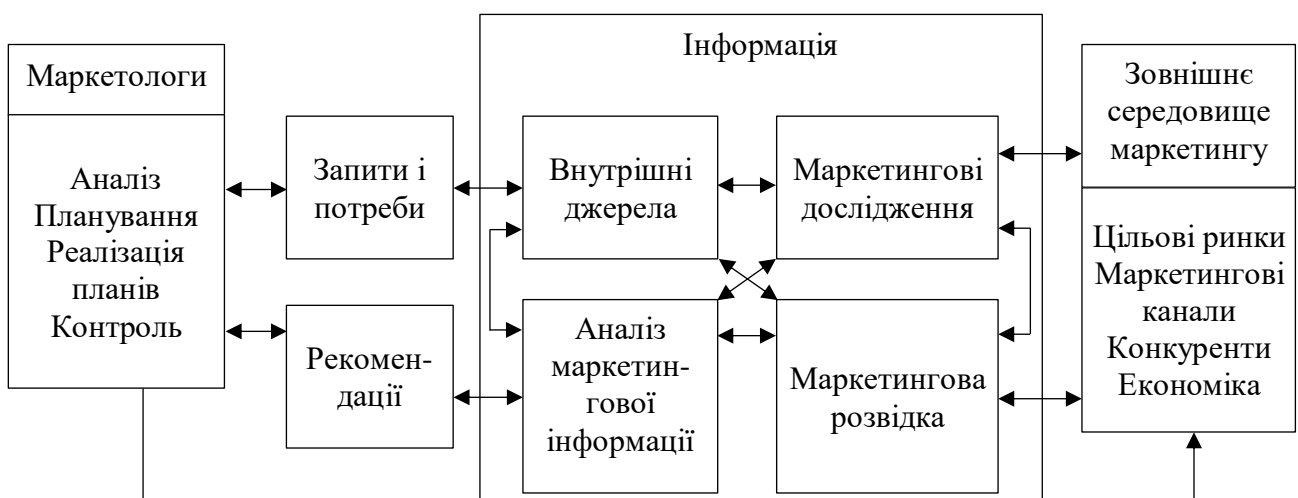 Маркетологи
Аналіз
Планування
Реалізація
планів
Контроль
Запити і
потреби
Рекомен-
дації
Інформація
Внутрішні
джерела
Маркетингові
дослідження
Аналіз
маркетин-
гової
інформації
Маркетингова
розвідка
Зовнішнє
середовище
маркетингу
Цільові ринки
Маркетингові
канали
Конкуренти
Економіка